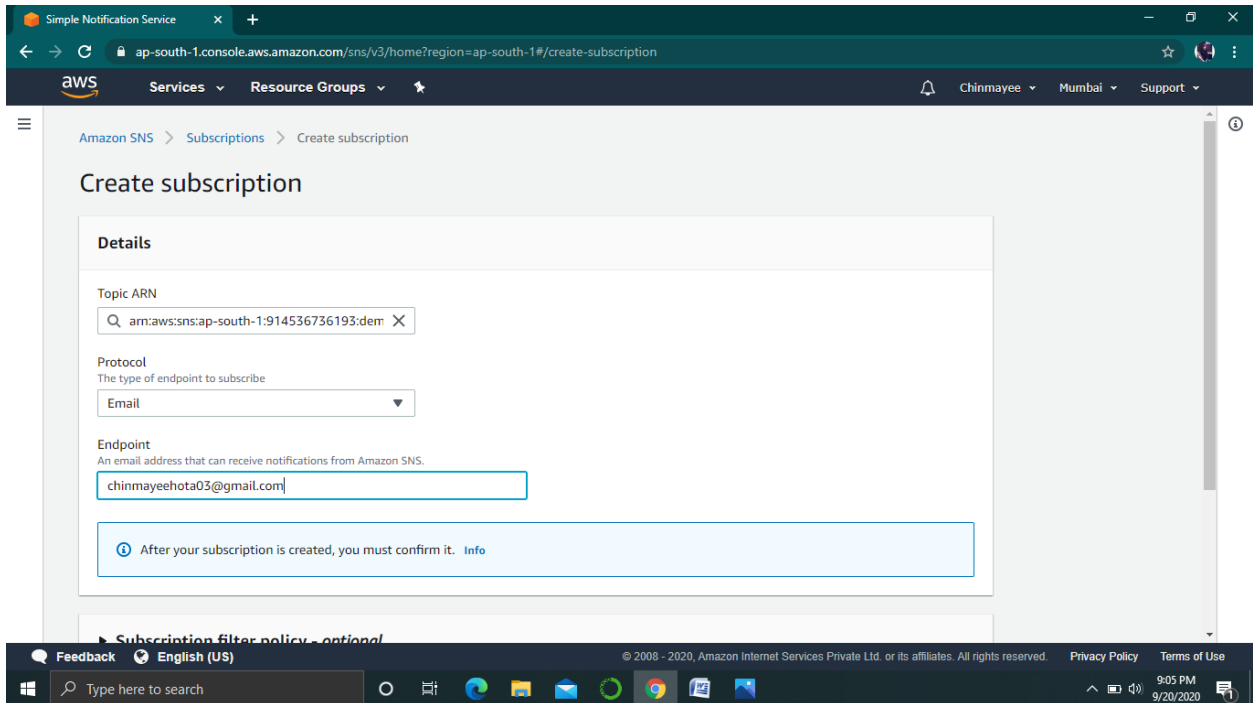 Simple Notification Service
ap-south-1.console.aws.amazon.com/sns/v3/home?region=ap-south-1#/create-subscription
aws Services Resource Groups Chinmayee Mumbai Support
Amazon SNS > Subscriptions > Create subscription
Create subscription
Details
Topic ARN
arn:aws:sns:ap-south-1:914536736193:dem
Protocol
The type of endpoint to subscribe
Email
Endpoint
An email address that can receive notifications from Amazon SNS.
chinmayeehota03@gmail.com
After your subscription is created, you must confirm it. Info
Subscription filter policy - optional
Feedback English (US) © 2008 - 2020, Amazon Internet Services Private Ltd. or its affiliates. All rights reserved. Privacy Policy Terms of Use
Type here to search
9:05 PM
9/20/2020
1